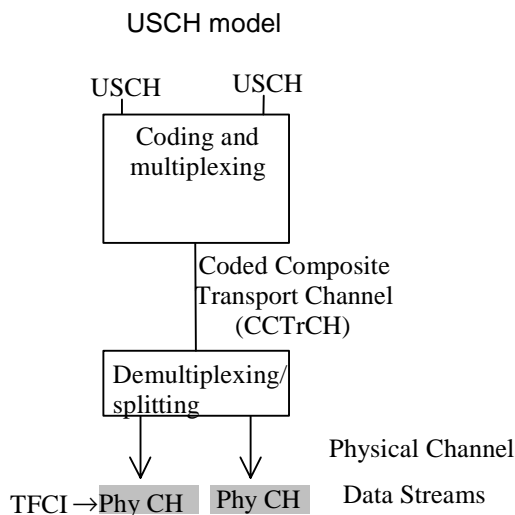 USCH model
USCH USCH
Coding and
multiplexing
Coded Composite
Transport Channel
(CCTrCH)
Demultiplexing/
splitting
Physical Channel
Data Streams
TFCI → Phy CH Phy CH